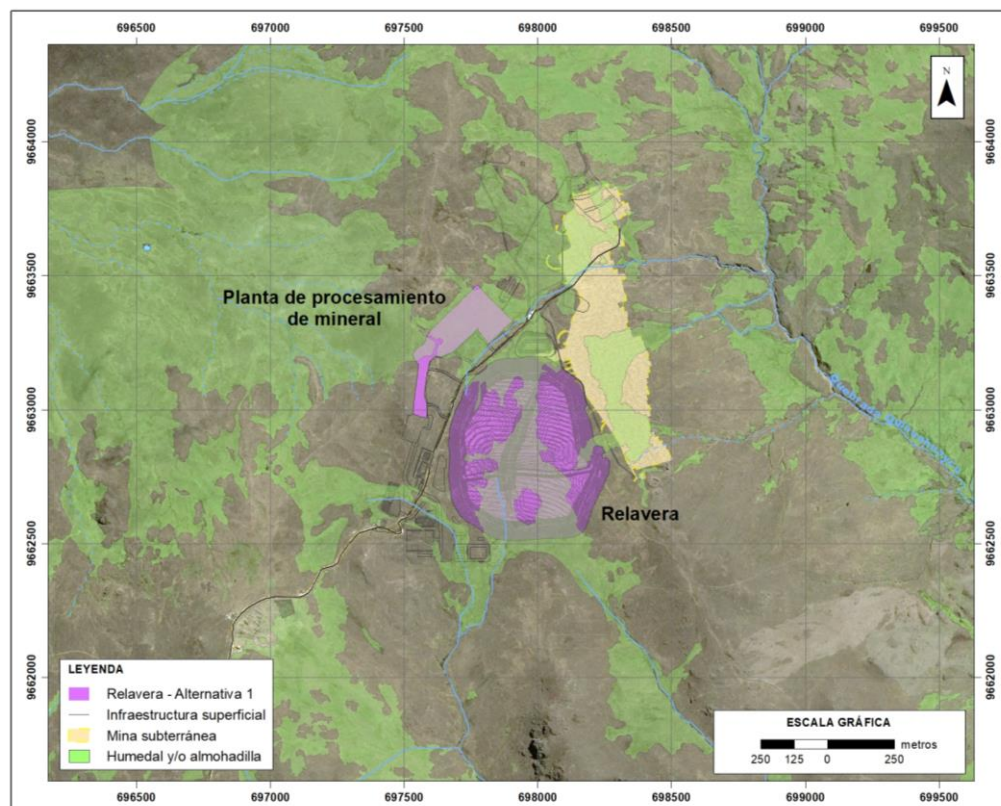 696500 697000 697500 698000 698500 699000 699500
N
9664000 9664000
9663500 9663500
Planta de procesamiento
de mineral
9663000 9663000
Relavera
9662500 9662500
9662000 9662000
LEYENDA
Relavera - Alternativa 1
Infraestructura superficial
Mina subterránea
Humedal y/o almohadilla
ESCALA GRÁFICA
250 125 0 250 metros
696500 697000 697500 698000 698500 699000 699500